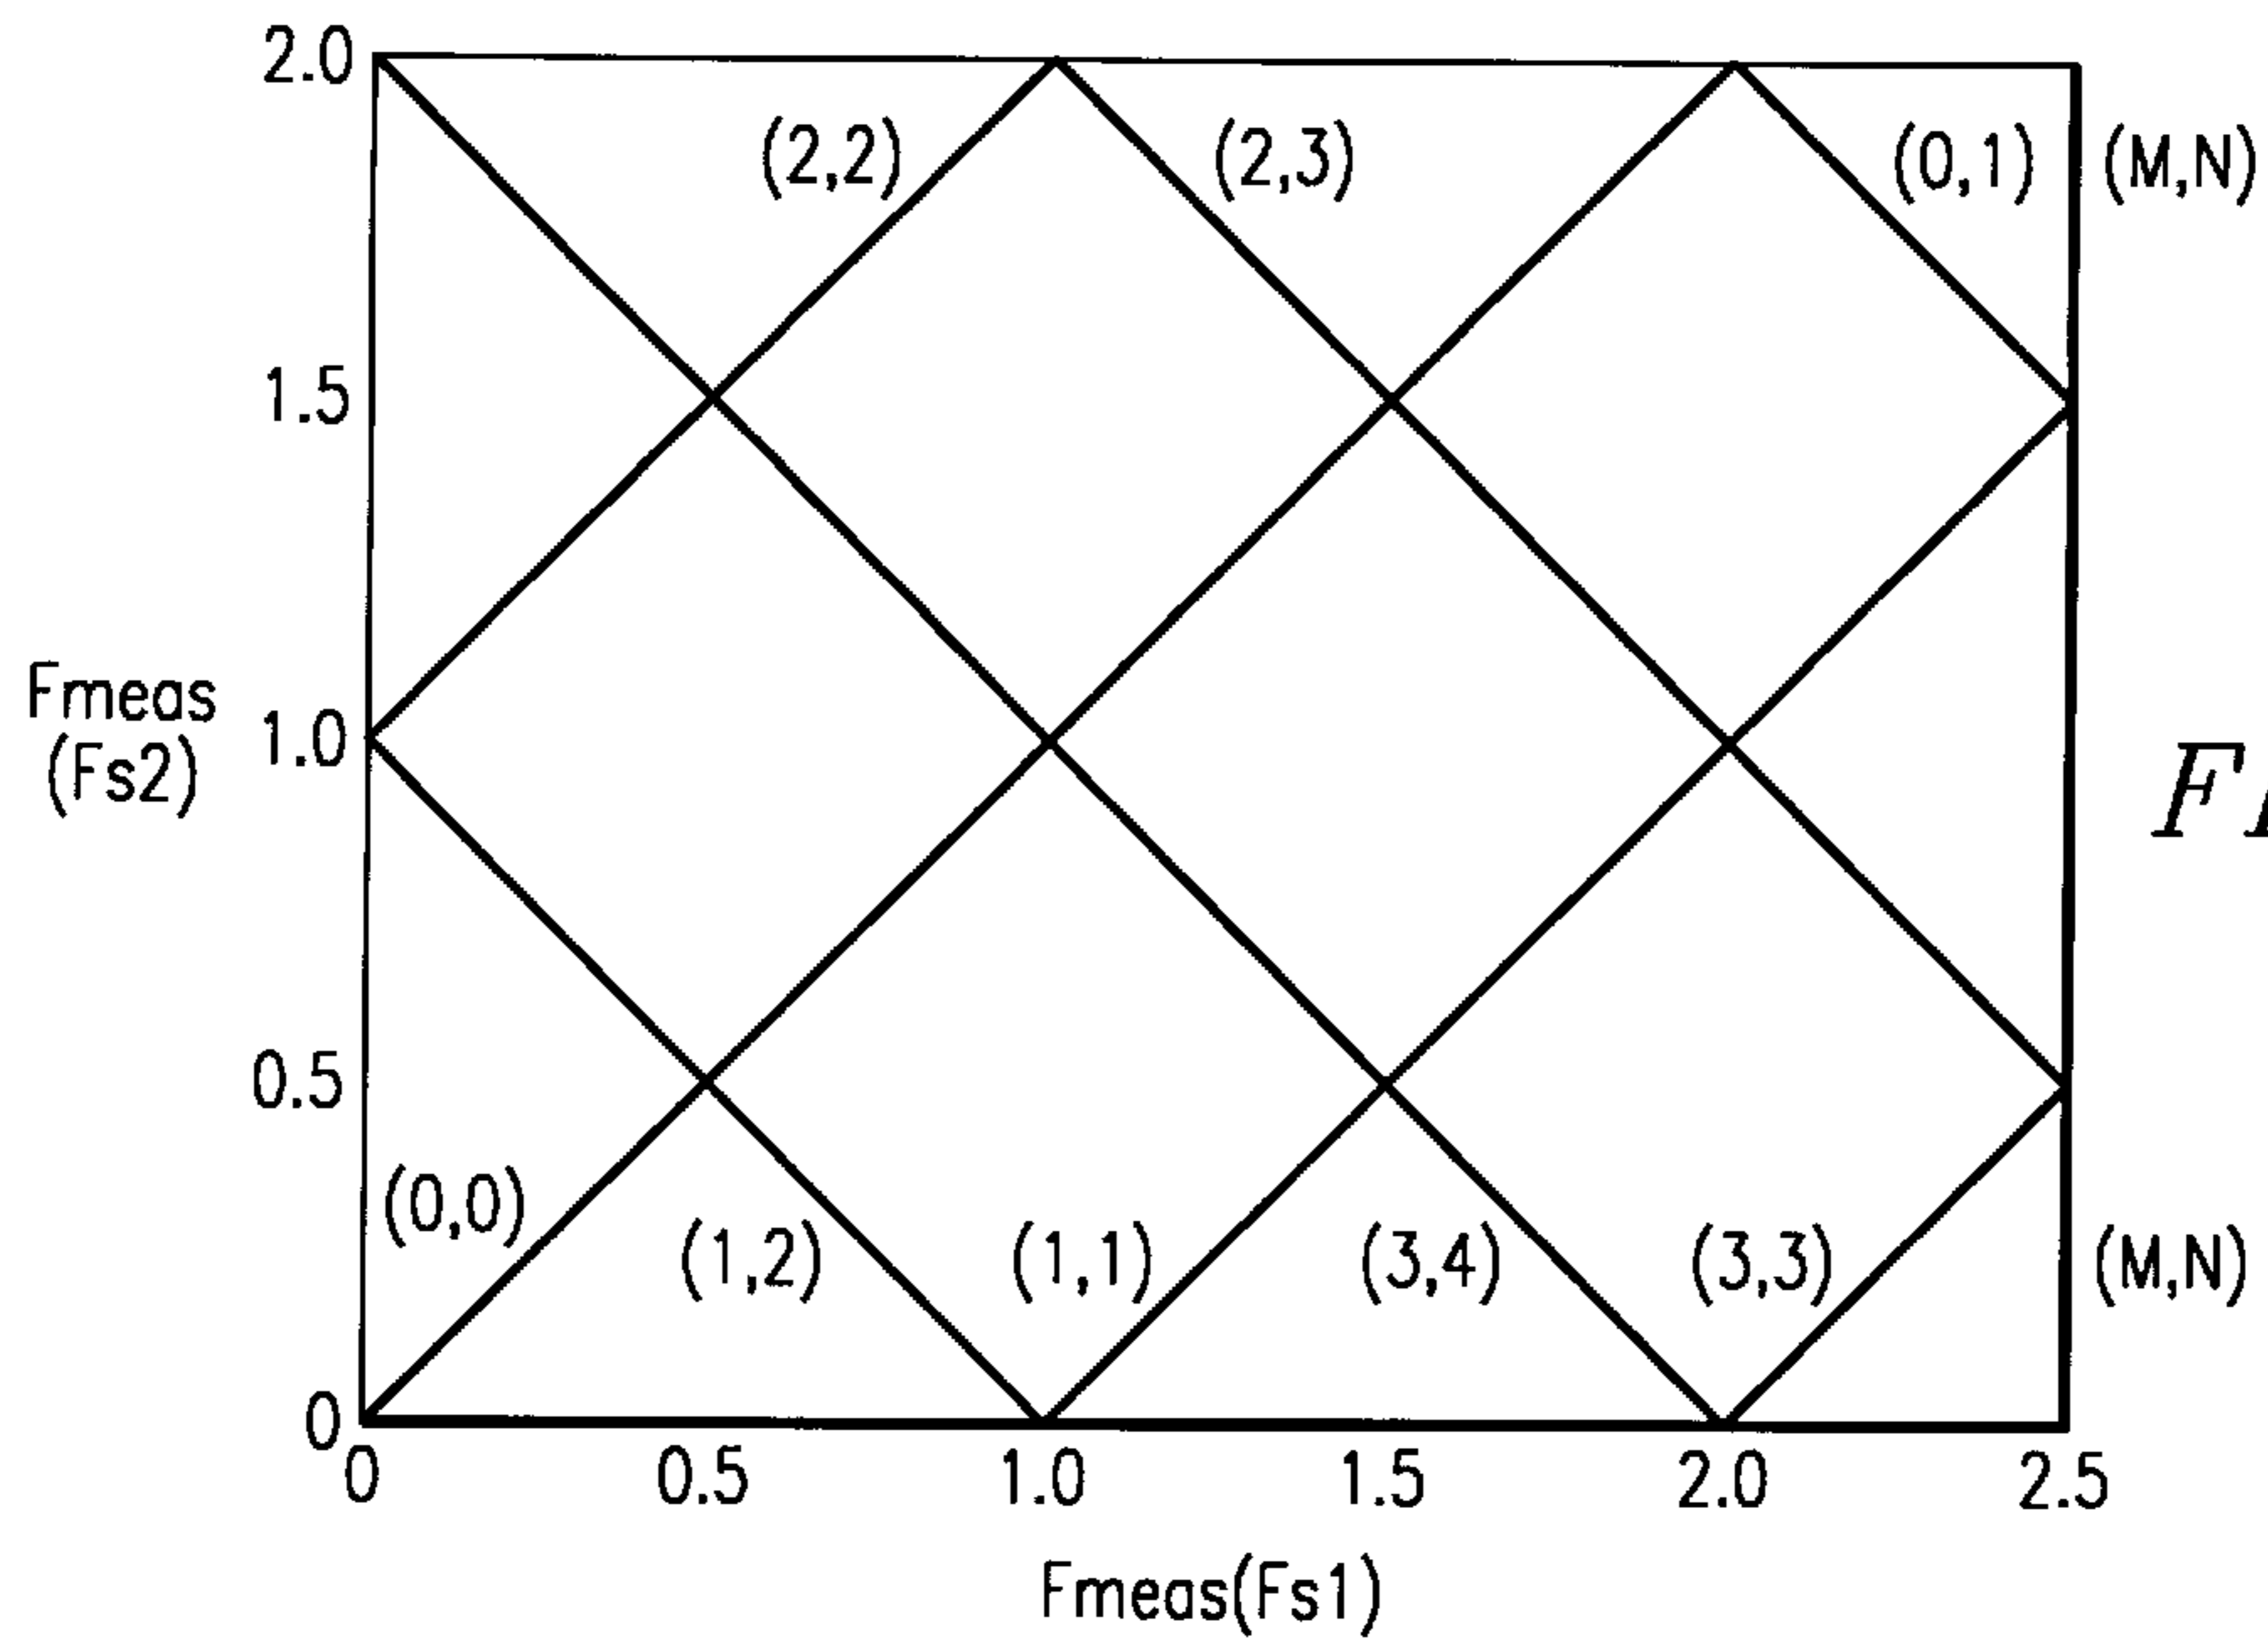 2.0
(2,2) (2,3) (0,1) (M,N)
1.5
Fmeas
(Fs2)
1.0
0.5
(0,0) (1,2) (1,1) (3,4) (3,3) (M,N)
0
0 0.5 1.0 1.5 2.0 2.5
Fmeas(Fs1)